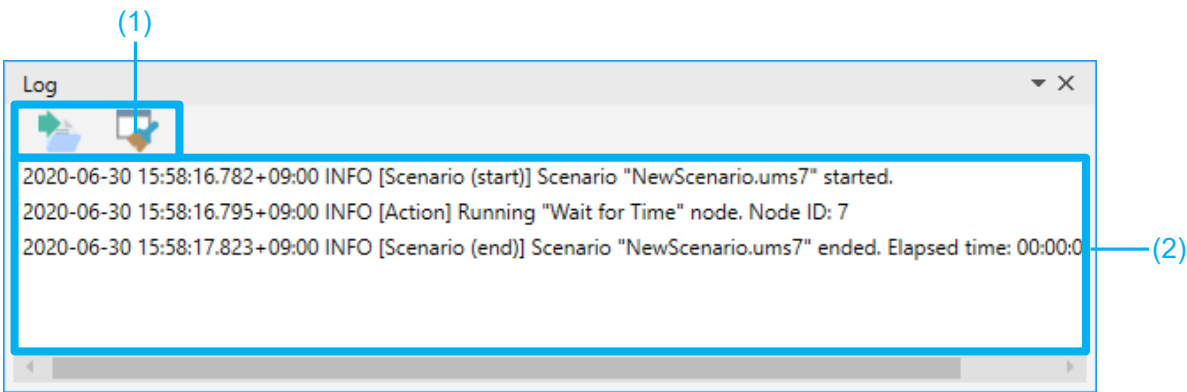 (1)
Log
2020-06-30 15:58:16.782+09:00 INFO [Scenario (start)] Scenario "NewScenario.ums7" started.
2020-06-30 15:58:16.795+09:00 INFO [Action] Running "Wait for Time" node. Node ID: 7
2020-06-30 15:58:17.823+09:00 INFO [Scenario (end)] Scenario "NewScenario.ums7" ended. Elapsed time: 00:00:0
(2)